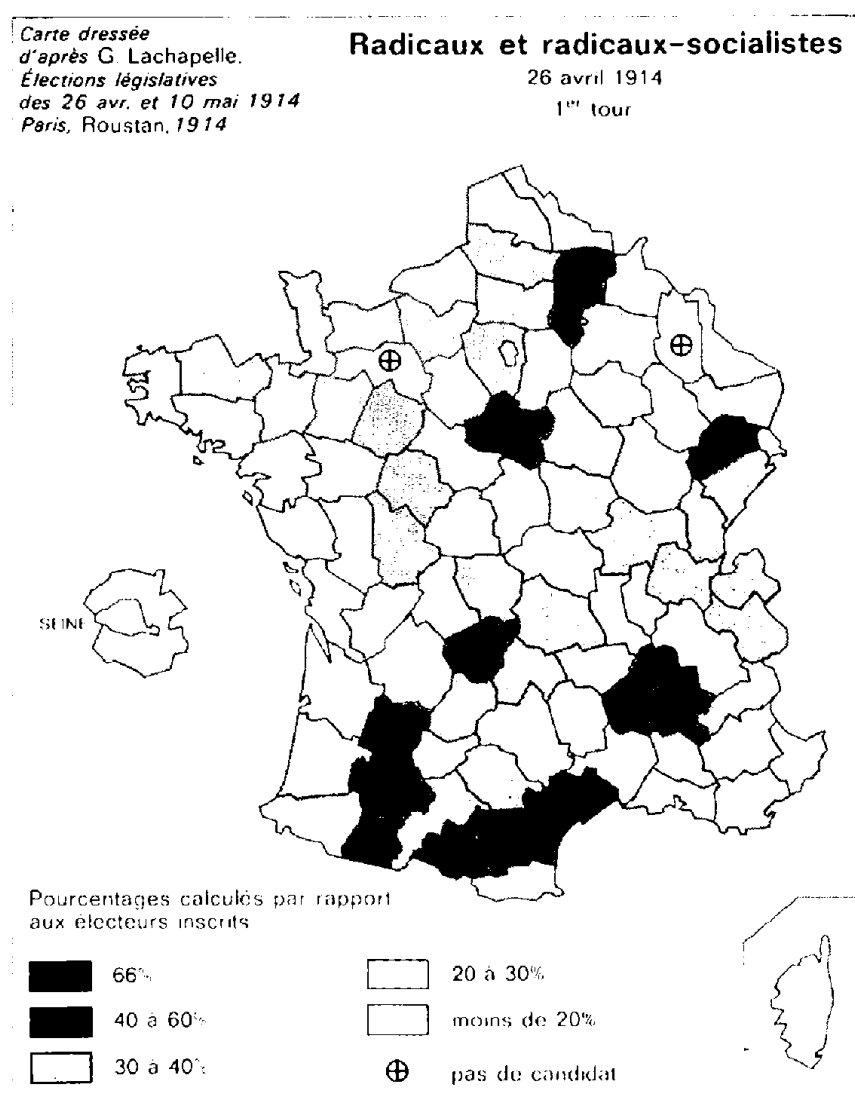 Carte dressée
d'après G. Lachapelle.
Élections législatives
des 26 avr. et 10 mai 1914
Paris, Roustan, 1914
Radicaux et radicaux-socialistes
26 avril 1914
1er tour
SEINE
Pourcentages calculés par rapport
aux électeurs inscrits
66%
40 à 60%
30 à 40%
20 à 30%
moins de 20%
pas de candidat